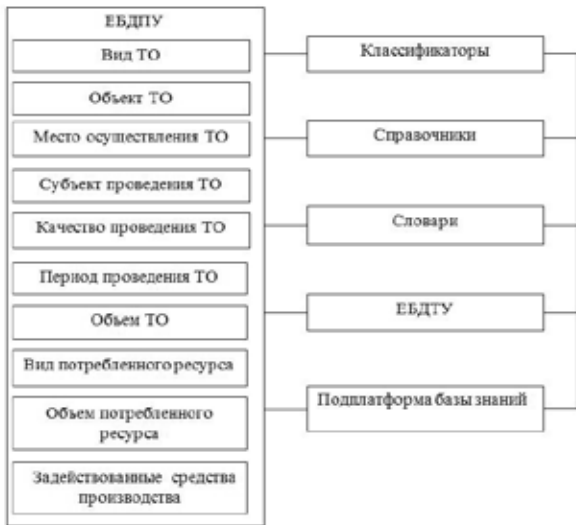 ЕБДПУ
Вид ТО
Объект ТО
Место осуществления ТО
Субъект проведения ТО
Качество проведения ТО
Период проведения ТО
Объем ТО
Вид потребленного ресурса
Объем потребленного
ресурса
Задействованные средства
производства
Классификаторы
Справочники
Словари
ЕБДТУ
Подплатформа базы знаний